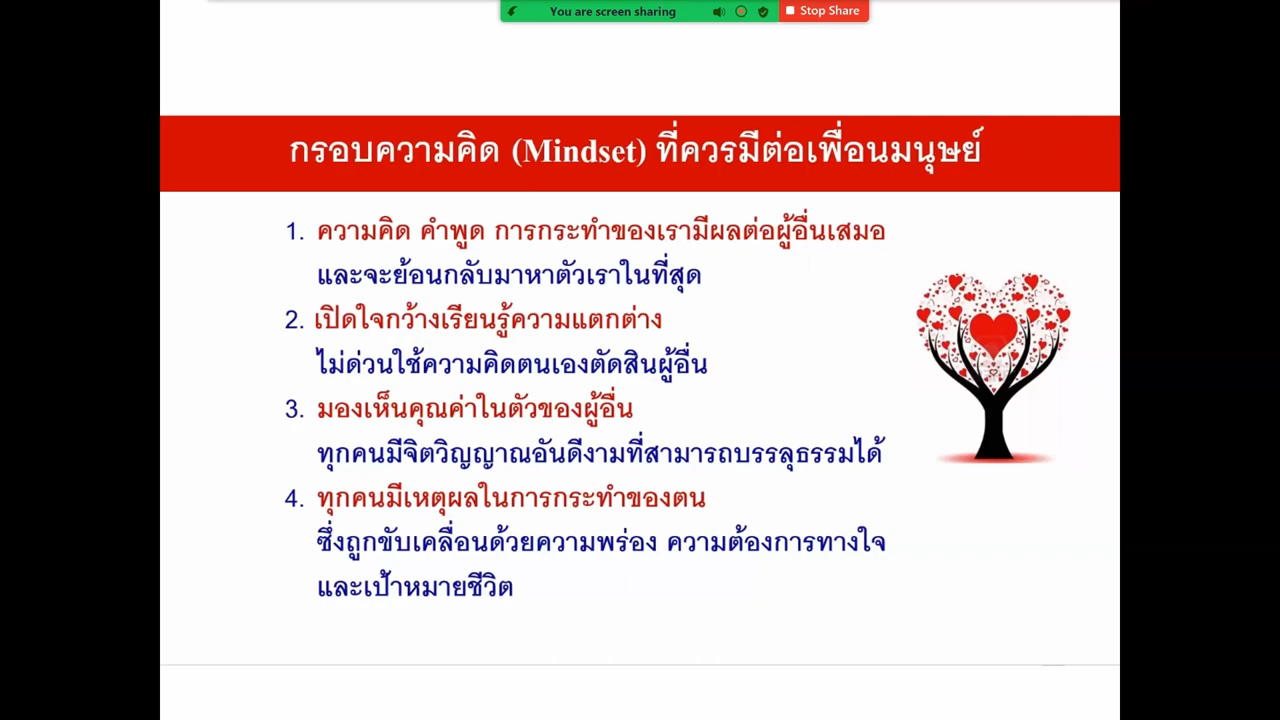 You are screen sharing
Stop Share
กรอบความคิด (Mindset) ที่ควรมีต่อเพื่อนมนุษย์
1. ความคิด คำพูด การกระทำของเรามีผลต่อผู้อื่นเสมอ
และจะย้อนกลับมาหาตัวเราในที่สุด
2. เปิดใจกว้างเรียนรู้ความแตกต่าง
ไม่ด่วนใช้ความคิดตนเองตัดสินผู้อื่น
3. มองเห็นคุณค่าในตัวของผู้อื่น
ทุกคนมีจิตวิญญาณอันดีงามที่สามารถบรรลุธรรมได้
4. ทุกคนมีเหตุผลในการกระทำของตน
ซึ่งถูกขับเคลื่อนด้วยความพร่อง ความต้องการทางใจ
และเป้าหมายชีวิต